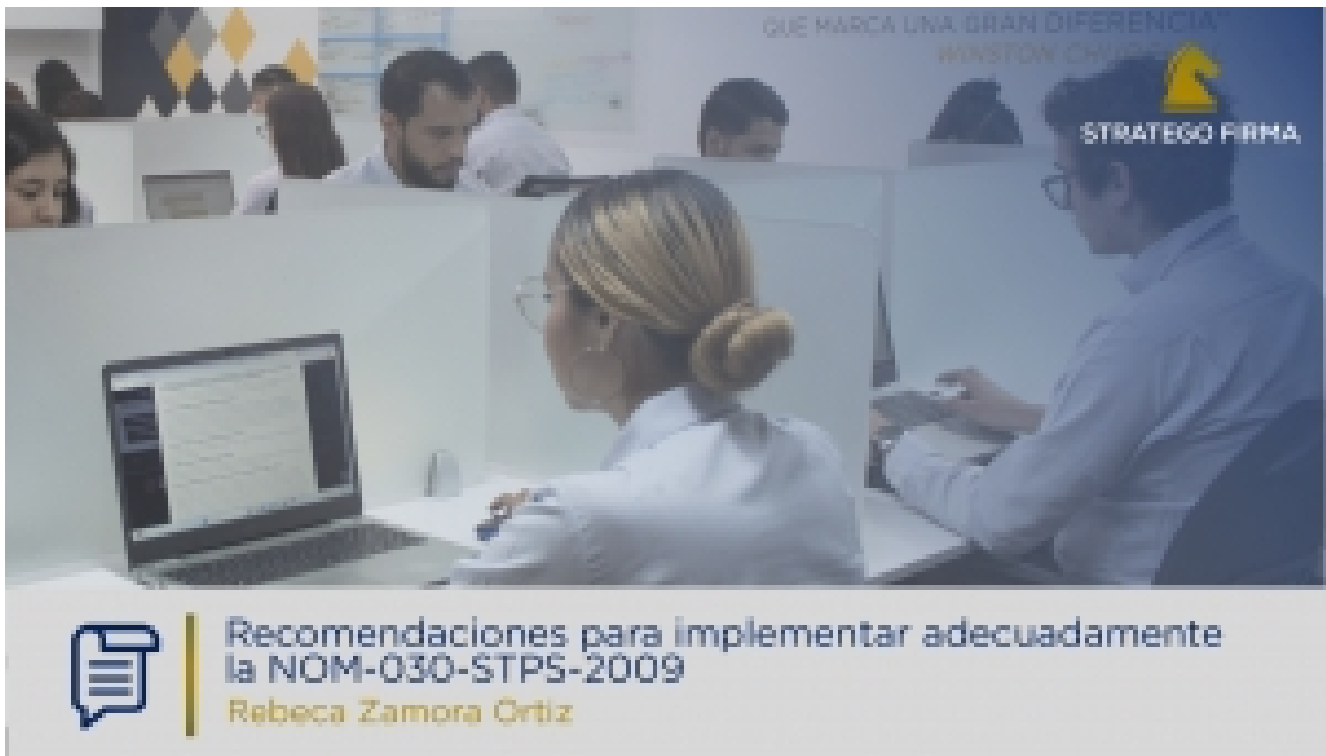 QUE MARCA UNA GRAN DIFERENCIA"
WINSTON
STRATEGO FIRMA
Recomendaciones para implementar adecuadamente
la NOM-030-STPS-2009
Rebeca Zamora Ortiz